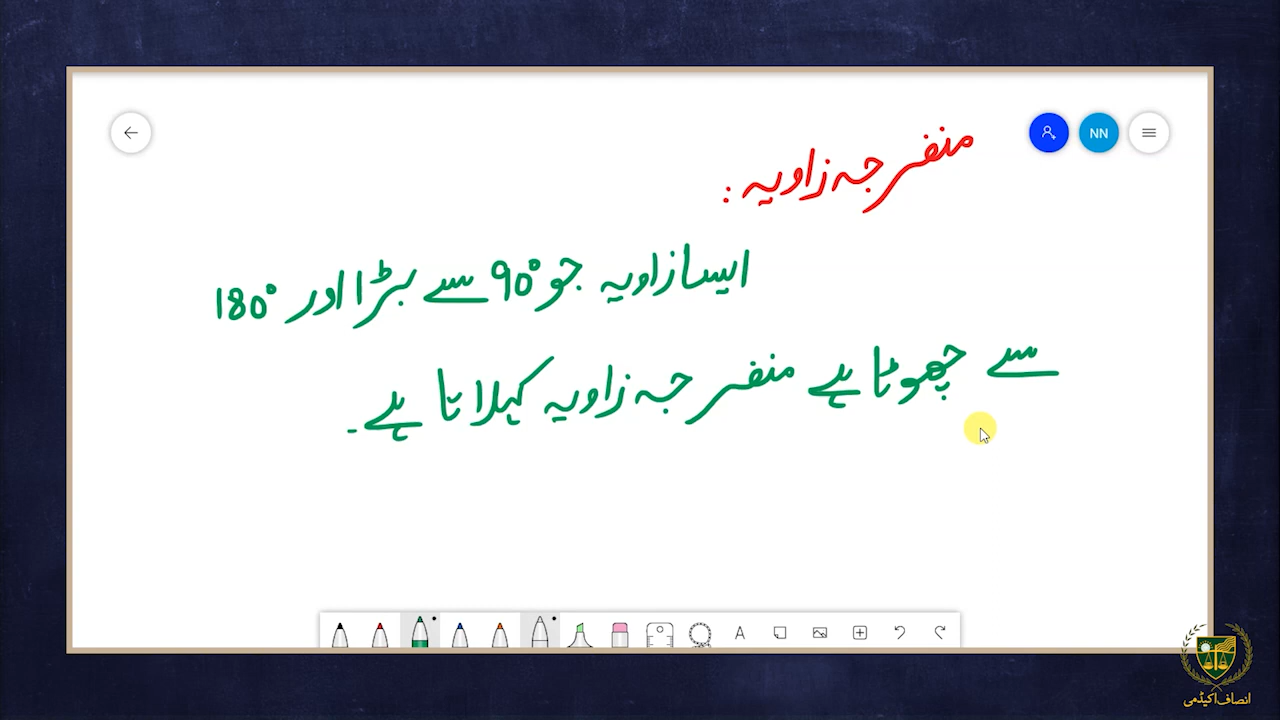 NN
منفرجہ زاویہ :
ایسا زاویہ جو 90° سے بڑا اور 180°
سے چھوٹا ہے منفرجہ زاویہ کہلاتا ہے۔
A
انصاف اکیڈمی